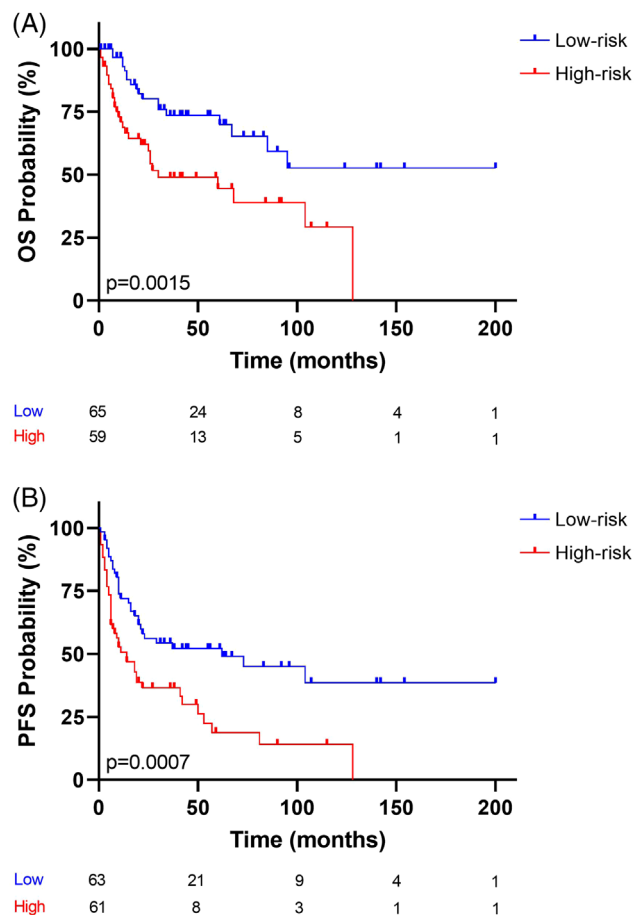 (A)
Low-risk
High-risk
100
75
50
25
0
OS Probability (%)
p=0.0015
0 50 100 150 200
Time (months)
Low 65 24 8 4 1
High 59 13 5 1 1
(B)
Low-risk
High-risk
100
75
50
25
0
PFS Probability (%)
p=0.0007
0 50 100 150 200
Time (months)
Low 63 21 9 4 1
High 61 8 3 1 1